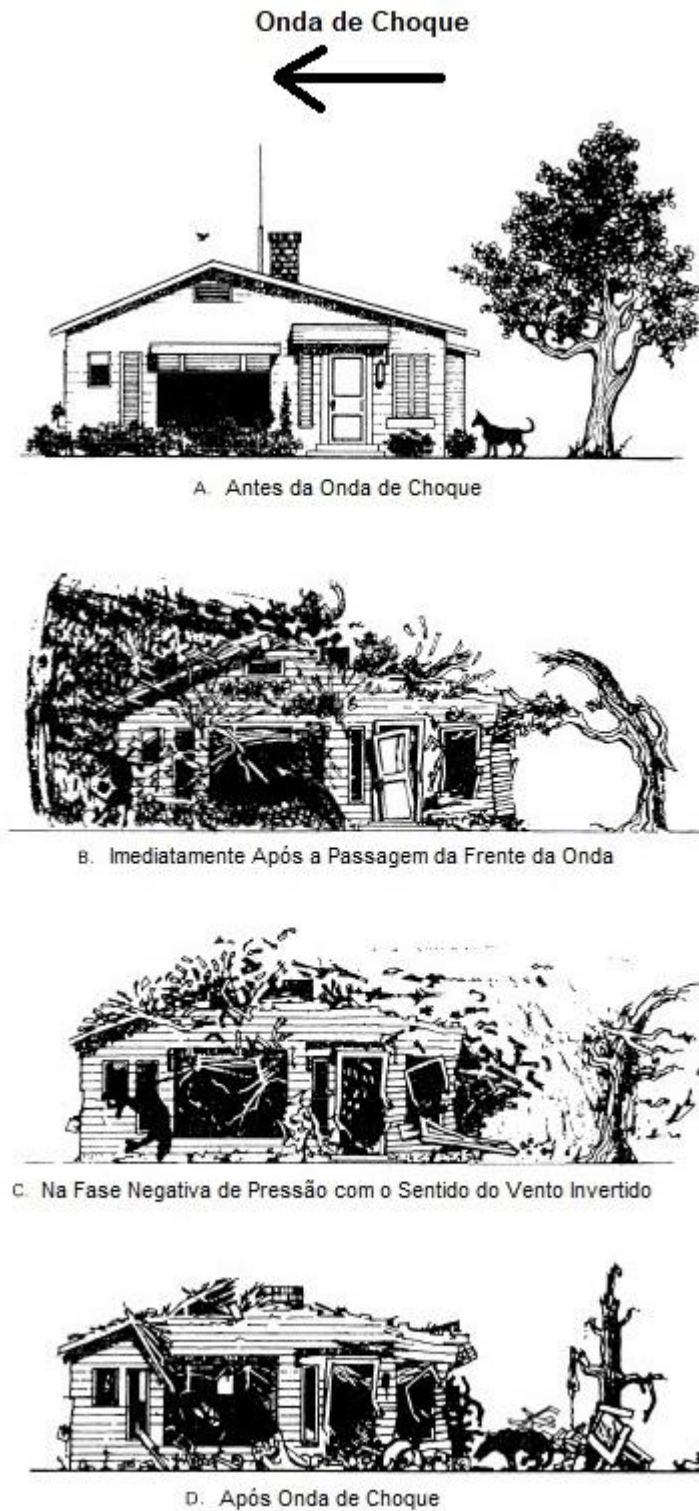 Onda de Choque
A. Antes da Onda de Choque
B. Imediatamente Após a Passagem da Frente da Onda
C. Na Fase Negativa de Pressão com o Sentido do Vento Invertido
D. Após Onda de Choque